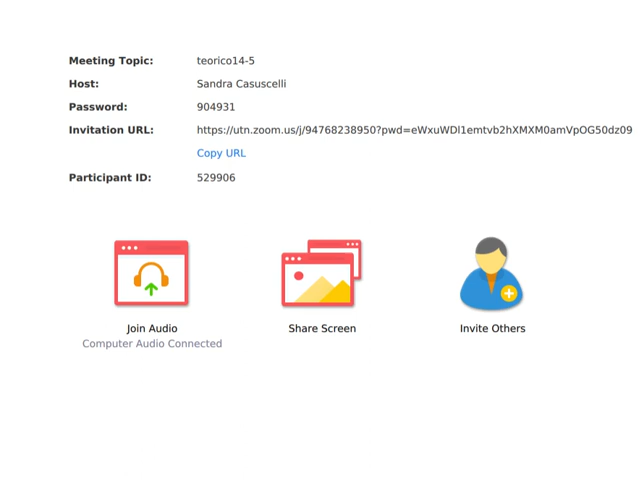 Meeting Topic: teorico14-5
Host: Sandra Casuscelli
Password: 904931
Invitation URL: https://utn.zoom.us/j/94768238950?pwd=eWxuWDl1emtvb2hXMXM0amVpOG50dz09
Copy URL
Participant ID: 529906
Join Audio Share Screen Invite Others
Computer Audio Connected